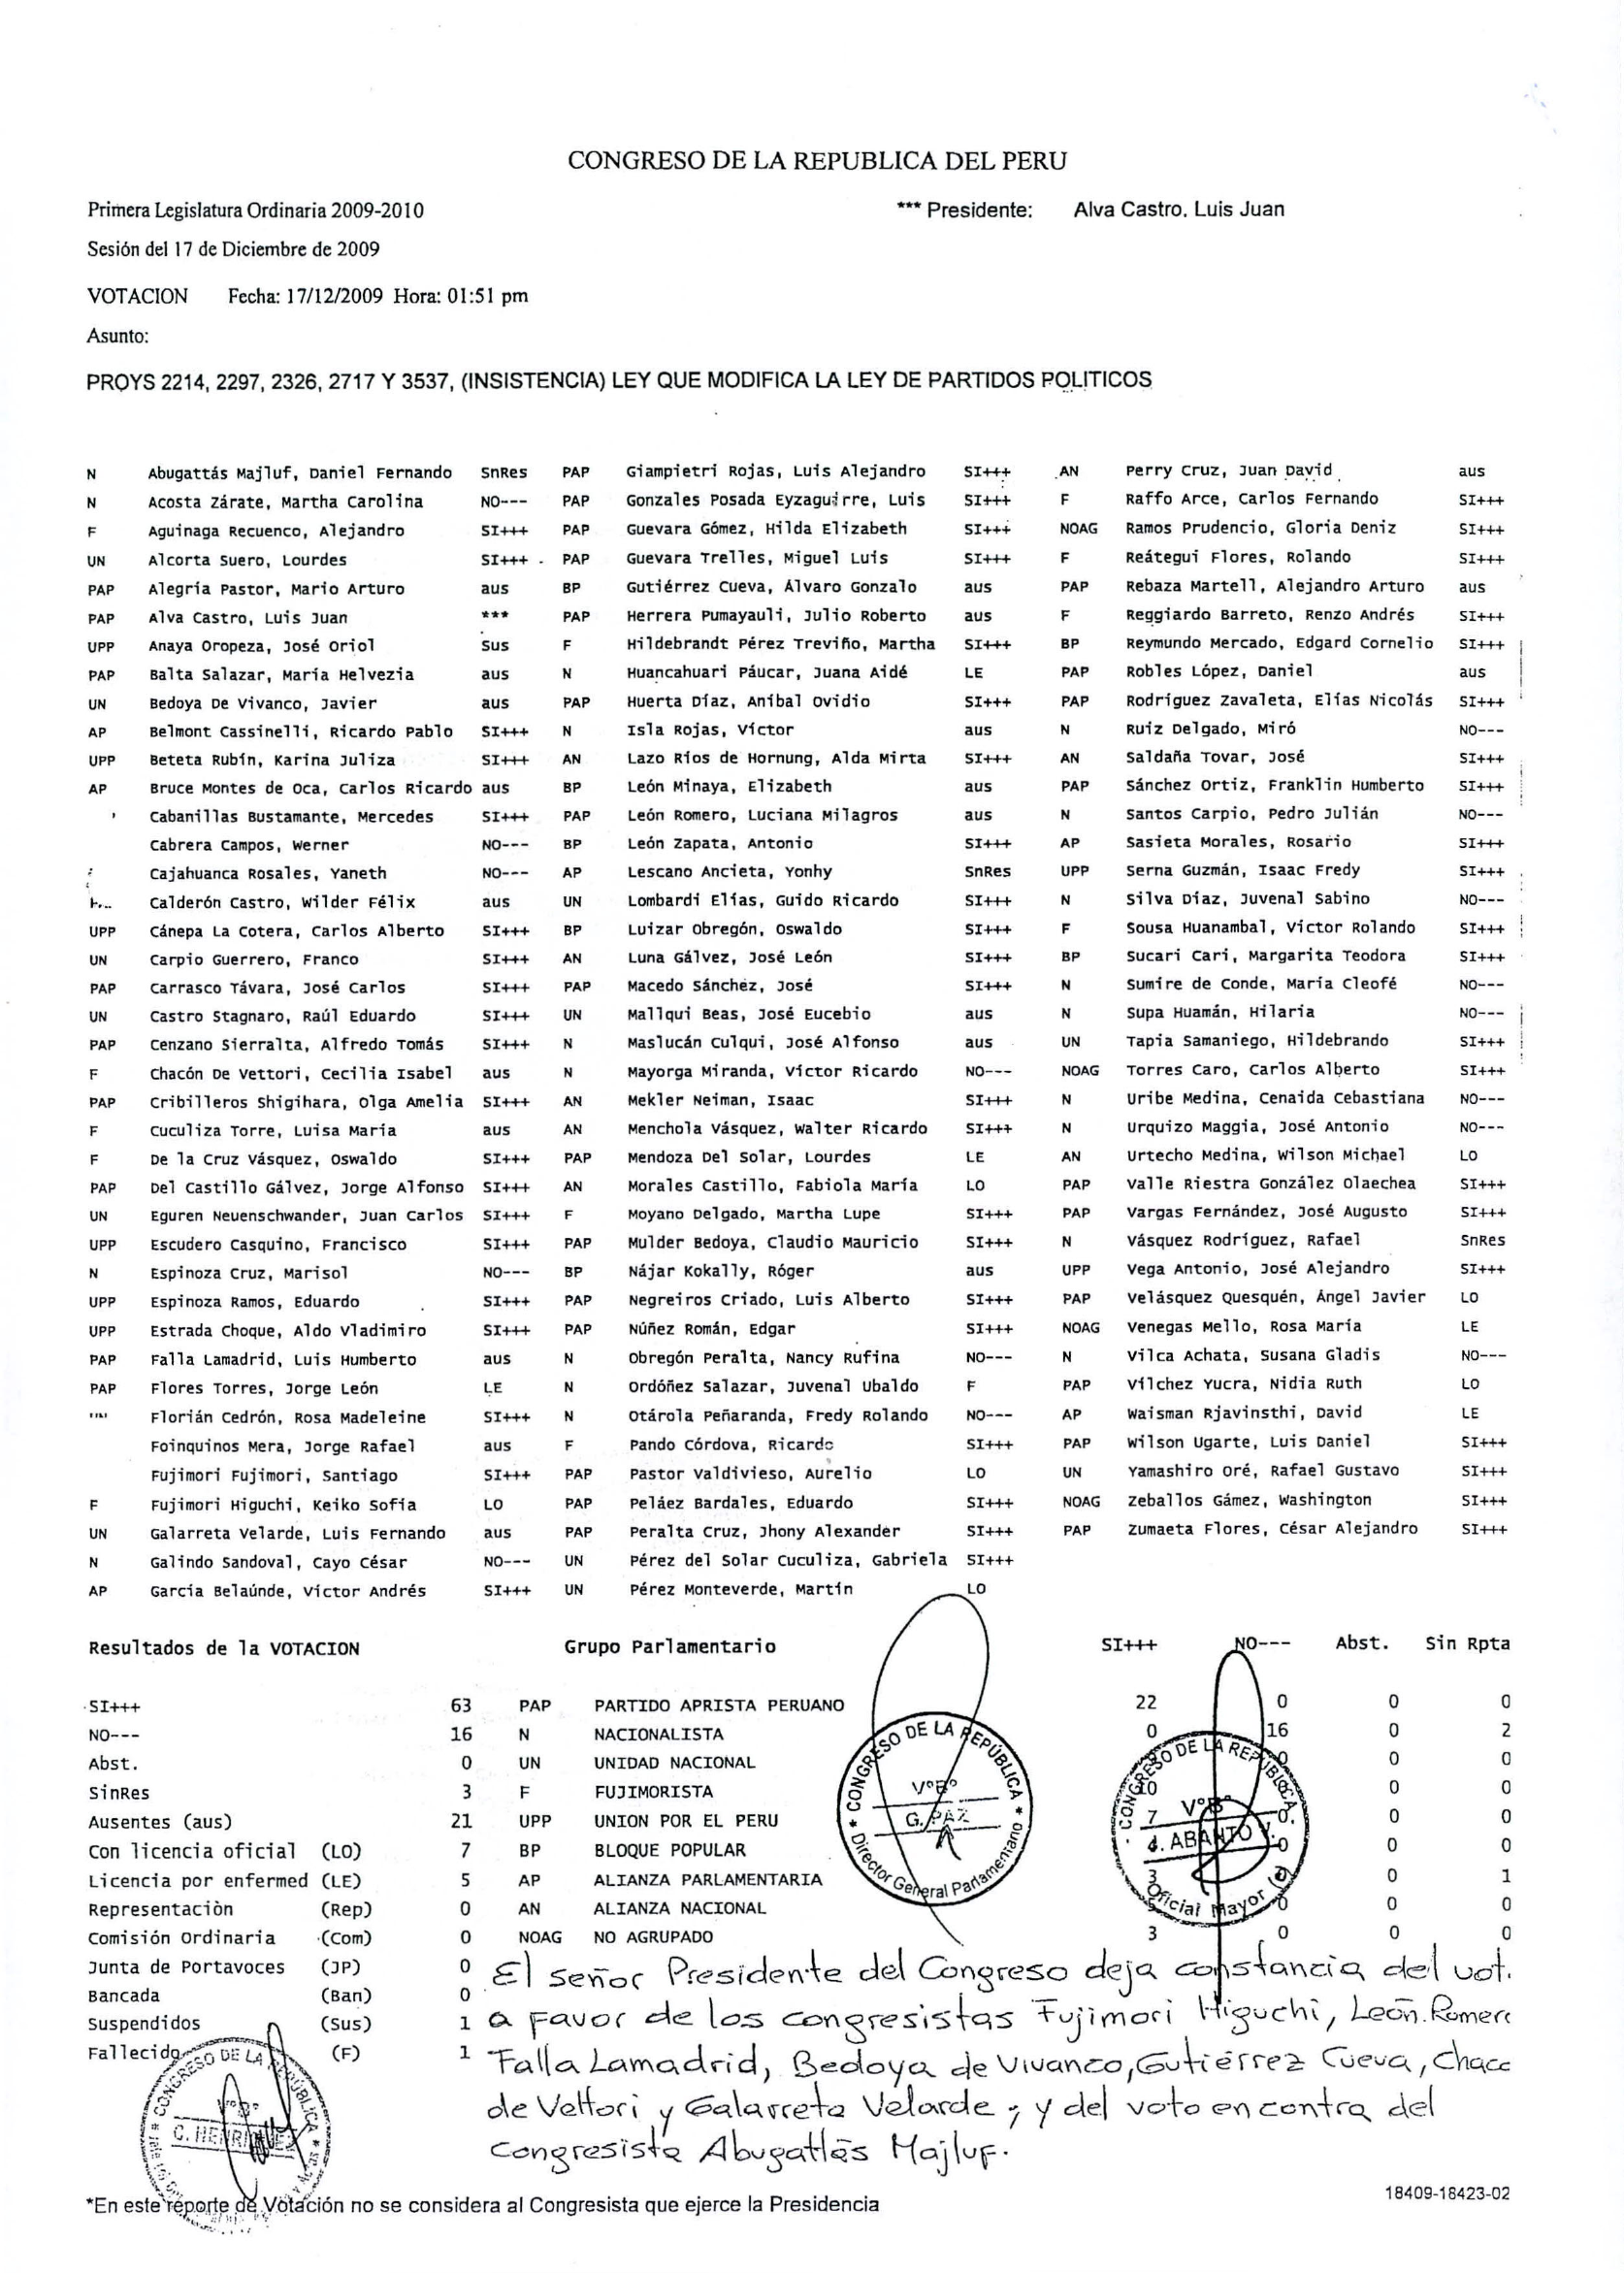 CONGRESO DE LA REPUBLICA DEL PERU
Primera Legislatura Ordinaria 2009-2010 *** Presidente: Alva Castro, Luis Juan
Sesión del 17 de Diciembre de 2009
VOTACION Fecha: 17/12/2009 Hora: 01:51 pm
Asunto:
PROYS 2214, 2297, 2326, 2717 Y 3537, (INSISTENCIA) LEY QUE MODIFICA LA LEY DE PARTIDOS POLITICOS
N Abugattás Majluf, Daniel Fernando SnRes PAP Giampietri Rojas, Luis Alejandro SI+++ AN Perry Cruz, Juan David aus
N Acosta Zárate, Martha Carolina NO--- PAP Gonzales Posada Eyzaguirre, Luis SI+++ F Raffo Arce, Carlos Fernando SI+++
F Aguinaga Recuenco, Alejandro SI+++ PAP Guevara Gómez, Hilda Elizabeth SI+++ NOAG Ramos Prudencio, Gloria Deniz SI+++
UN Alcorta Suero, Lourdes SI+++ PAP Guevara Trelles, Miguel Luis SI+++ F Reátegui Flores, Rolando SI+++
PAP Alegría Pastor, Mario Arturo aus BP Gutiérrez Cueva, Álvaro Gonzalo aus PAP Rebaza Martell, Alejandro Arturo aus
PAP Alva Castro, Luis Juan *** PAP Herrera Pumayauli, Julio Roberto aus F Reggiardo Barreto, Renzo Andrés SI+++
UPP Anaya Oropeza, José Oriol Sus F Hildebrandt Pérez Treviño, Martha SI+++ BP Reymundo Mercado, Edgard Cornelio SI+++
PAP Balta Salazar, María Helvezia aus N Huancahuari Páucar, Juana Aidé LE PAP Robles López, Daniel aus
UN Bedoya De Vivanco, Javier aus PAP Huerta Díaz, Aníbal Ovidio SI+++ PAP Rodríguez Zavaleta, Elías Nicolás SI+++
AP Belmont Cassinelli, Ricardo Pablo SI+++ N Isla Rojas, Víctor aus N Ruiz Delgado, Miró NO---
UPP Beteta Rubín, Karina Juliza SI+++ AN Lazo Ríos de Hornung, Alda Mirta SI+++ AN Saldaña Tovar, José SI+++
AP Bruce Montes de Oca, Carlos Ricardo aus BP León Minaya, Elizabeth aus PAP Sánchez Ortiz, Franklin Humberto SI+++
Cabanillas Bustamante, Mercedes SI+++ PAP León Romero, Luciana Milagros aus N Santos Carpio, Pedro Julián NO---
Cabrera Campos, Werner NO--- BP León Zapata, Antonio SI+++ AP Sasieta Morales, Rosario SI+++
Cajahuanca Rosales, Yaneth NO--- AP Lescano Ancieta, Yonhy SnRes UPP Serna Guzmán, Isaac Fredy SI+++
Calderón Castro, Wilder Félix aus UN Lombardi Elías, Guido Ricardo SI+++ N Silva Díaz, Juvenal Sabino NO---
UPP Cánepa La Cotera, Carlos Alberto SI+++ BP Luizar Obregón, Oswaldo SI+++ F Sousa Huanambal, Víctor Rolando SI+++
UN Carpio Guerrero, Franco SI+++ AN Luna Gálvez, José León SI+++ BP Sucari Cari, Margarita Teodora SI+++
PAP Carrasco Távara, José Carlos SI+++ PAP Macedo Sánchez, José SI+++ N Sumire de Conde, María Cleofé NO---
UN Castro Stagnaro, Raúl Eduardo SI+++ UN Mallqui Beas, José Eucebio aus N Supa Huamán, Hilaria NO---
PAP Cenzano Sierralta, Alfredo Tomás SI+++ N Maslucán Culqui, José Alfonso aus UN Tapia Samaniego, Hildebrando SI+++
F Chacón De Vettori, Cecilia Isabel aus N Mayorga Miranda, Víctor Ricardo NO--- NOAG Torres Caro, Carlos Alberto SI+++
PAP Cribilleros Shigihara, Olga Amelia SI+++ AN Mekler Neiman, Isaac SI+++ N Uribe Medina, Cenaida Cebastiana NO---
F Cuculiza Torre, Luisa María aus AN Menchola Vásquez, Walter Ricardo SI+++ N Urquizo Maggia, José Antonio NO---
F De la Cruz Vásquez, Oswaldo SI+++ PAP Mendoza Del Solar, Lourdes LE AN Urtecho Medina, Wilson Michael LO
PAP Del Castillo Gálvez, Jorge Alfonso SI+++ AN Morales Castillo, Fabiola María LO PAP Valle Riestra González Olaechea SI+++
UN Eguren Neuenschwander, Juan Carlos SI+++ F Moyano Delgado, Martha Lupe SI+++ PAP Vargas Fernández, José Augusto SI+++
UPP Escudero Casquino, Francisco SI+++ PAP Mulder Bedoya, Claudio Mauricio SI+++ N Vásquez Rodríguez, Rafael SnRes
N Espinoza Cruz, Marisol NO--- BP Nájar Kokally, Róger aus UPP Vega Antonio, José Alejandro SI+++
UPP Espinoza Ramos, Eduardo SI+++ PAP Negreiros Criado, Luis Alberto SI+++ PAP Velásquez Quesquén, Ángel Javier LO
UPP Estrada Choque, Aldo Vladimiro SI+++ PAP Núñez Román, Edgar SI+++ NOAG Venegas Mello, Rosa María LE
PAP Falla Lamadrid, Luis Humberto aus N Obregón Peralta, Nancy Rufina NO--- N Vilca Achata, Susana Gladis NO---
PAP Flores Torres, Jorge León LE N Ordóñez Salazar, Juvenal Ubaldo F PAP Vílchez Yucra, Nidia Ruth LO
Florián Cedrón, Rosa Madeleine SI+++ N Otárola Peñaranda, Fredy Rolando NO--- AP Waisman Rjavinsthi, David LE
Foinquinos Mera, Jorge Rafael aus F Pando Córdova, Ricardo SI+++ PAP Wilson Ugarte, Luis Daniel SI+++
Fujimori Fujimori, Santiago SI+++ PAP Pastor Valdivieso, Aurelio LO UN Yamashiro Oré, Rafael Gustavo SI+++
F Fujimori Higuchi, Keiko Sofía LO PAP Peláez Bardales, Eduardo SI+++ NOAG Zeballos Gámez, Washington SI+++
UN Galarreta Velarde, Luis Fernando aus PAP Peralta Cruz, Jhony Alexander SI+++ PAP Zumaeta Flores, César Alejandro SI+++
N Galindo Sandoval, Cayo César NO--- UN Pérez del Solar Cuculiza, Gabriela SI+++
AP García Belaúnde, Víctor Andrés SI+++ UN Pérez Monteverde, Martín LO
Resultados de la VOTACION Grupo Parlamentario SI+++ NO--- Abst. Sin Rpta
SI+++ 63 PAP PARTIDO APRISTA PERUANO 22 0 0 0
NO--- 16 N NACIONALISTA 0 16 0 2
Abst. 0 UN UNIDAD NACIONAL 0 0 0
SinRes 3 F FUJIMORISTA 10 0 0
Ausentes (aus) 21 UPP UNION POR EL PERU 7 0 0 0
Con licencia oficial (LO) 7 BP BLOQUE POPULAR 0 0 0
Licencia por enfermed (LE) 5 AP ALIANZA PARLAMENTARIA 3 0 0 1
Representaciòn (Rep) 0 AN ALIANZA NACIONAL 0 0 0
Comisión Ordinaria (Com) 0 NOAG NO AGRUPADO 3 0 0 0
Junta de Portavoces (JP) 0
Bancada (Ban) 0
Suspendidos (Sus) 1
Fallecido (F) 1
CONGRESO DE LA REPÚBLICA
V°B°
G. PAZ
Director General Parlamentario
CONGRESO DE LA REPÚBLICA
V°B°
J. ABANTO V.
Oficial Mayor (e)
El señor Presidente del Congreso deja constancia del vot.
a favor de los congresistas Fujimori Higuchi, León Romero
Falla Lamadrid, Bedoya de Vivanco, Gutiérrez Cueva, Chaco
de Vettori y Galarreta Velarde; y del voto en contra del
Congresista Abugattás Majluf.
CONGRESO DE LA REPÚBLICA
V°B°
*En este reporte de Votación no se considera al Congresista que ejerce la Presidencia
18409-18423-02